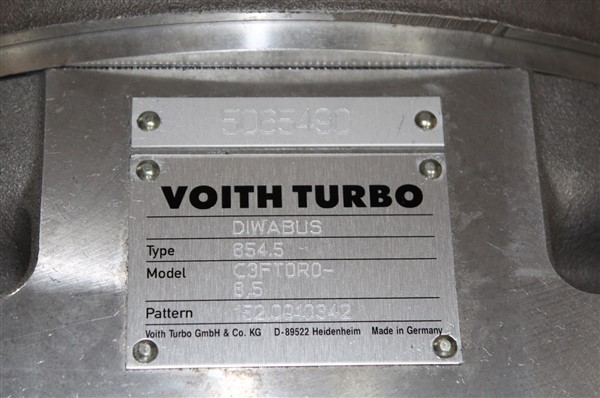 5065490
VOITH TURBO
DIWABUS
Type 854.5
Model C3FTORO-
8.5
Pattern 152.0910342
Voith Turbo GmbH & Co. KG D-89522 Heidenheim Made in Germany